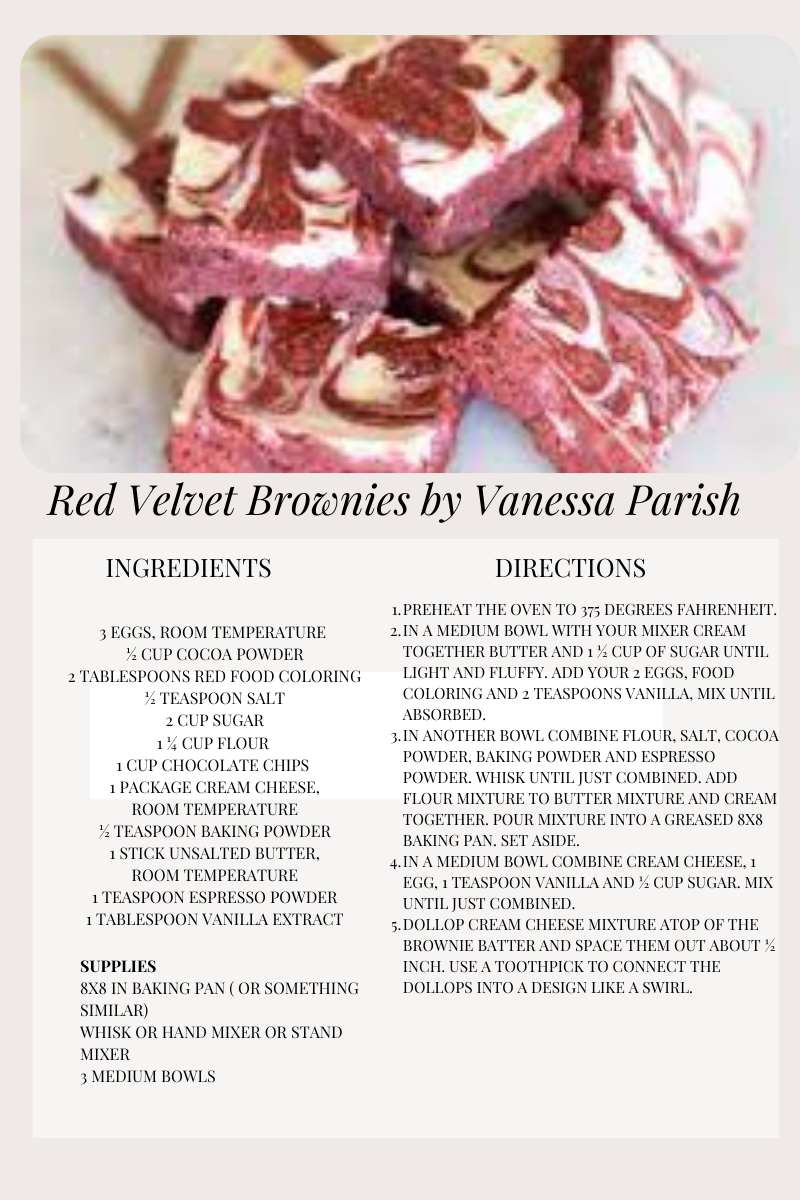 Red Velvet Brownies by Vanessa Parish
INGREDIENTS
3 EGGS, ROOM TEMPERATURE
½ CUP COCOA POWDER
2 TABLESPOONS RED FOOD COLORING
½ TEASPOON SALT
2 CUP SUGAR
1 ¼ CUP FLOUR
1 CUP CHOCOLATE CHIPS
1 PACKAGE CREAM CHEESE,
ROOM TEMPERATURE
½ TEASPOON BAKING POWDER
1 STICK UNSALTED BUTTER,
ROOM TEMPERATURE
1 TEASPOON ESPRESSO POWDER
1 TABLESPOON VANILLA EXTRACT
SUPPLIES
8X8 IN BAKING PAN ( OR SOMETHING
SIMILAR)
WHISK OR HAND MIXER OR STAND
MIXER
3 MEDIUM BOWLS
DIRECTIONS
1. PREHEAT THE OVEN TO 375 DEGREES FAHRENHEIT.
2. IN A MEDIUM BOWL WITH YOUR MIXER CREAM
TOGETHER BUTTER AND 1 ½ CUP OF SUGAR UNTIL
LIGHT AND FLUFFY. ADD YOUR 2 EGGS, FOOD
COLORING AND 2 TEASPOONS VANILLA, MIX UNTIL
ABSORBED.
3. IN ANOTHER BOWL COMBINE FLOUR, SALT, COCOA
POWDER, BAKING POWDER AND ESPRESSO
POWDER. WHISK UNTIL JUST COMBINED. ADD
FLOUR MIXTURE TO BUTTER MIXTURE AND CREAM
TOGETHER. POUR MIXTURE INTO A GREASED 8X8
BAKING PAN. SET ASIDE.
4. IN A MEDIUM BOWL COMBINE CREAM CHEESE, 1
EGG, 1 TEASPOON VANILLA AND ½ CUP SUGAR. MIX
UNTIL JUST COMBINED.
5. DOLLOP CREAM CHEESE MIXTURE ATOP OF THE
BROWNIE BATTER AND SPACE THEM OUT ABOUT ½
INCH. USE A TOOTHPICK TO CONNECT THE
DOLLOPS INTO A DESIGN LIKE A SWIRL.